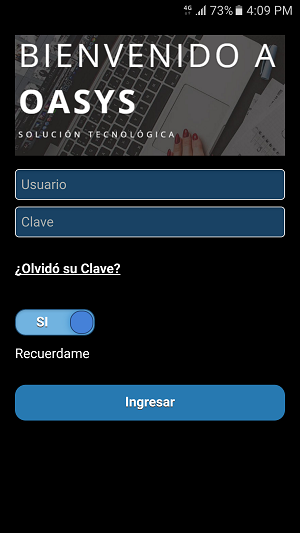 4G 73% 4:09 PM
BIENVENIDO A
OASYS
SOLUCIÓN TECNOLÓGICA
Usuario
Clave
¿Olvidó su Clave?
SI
Recuerdame
Ingresar